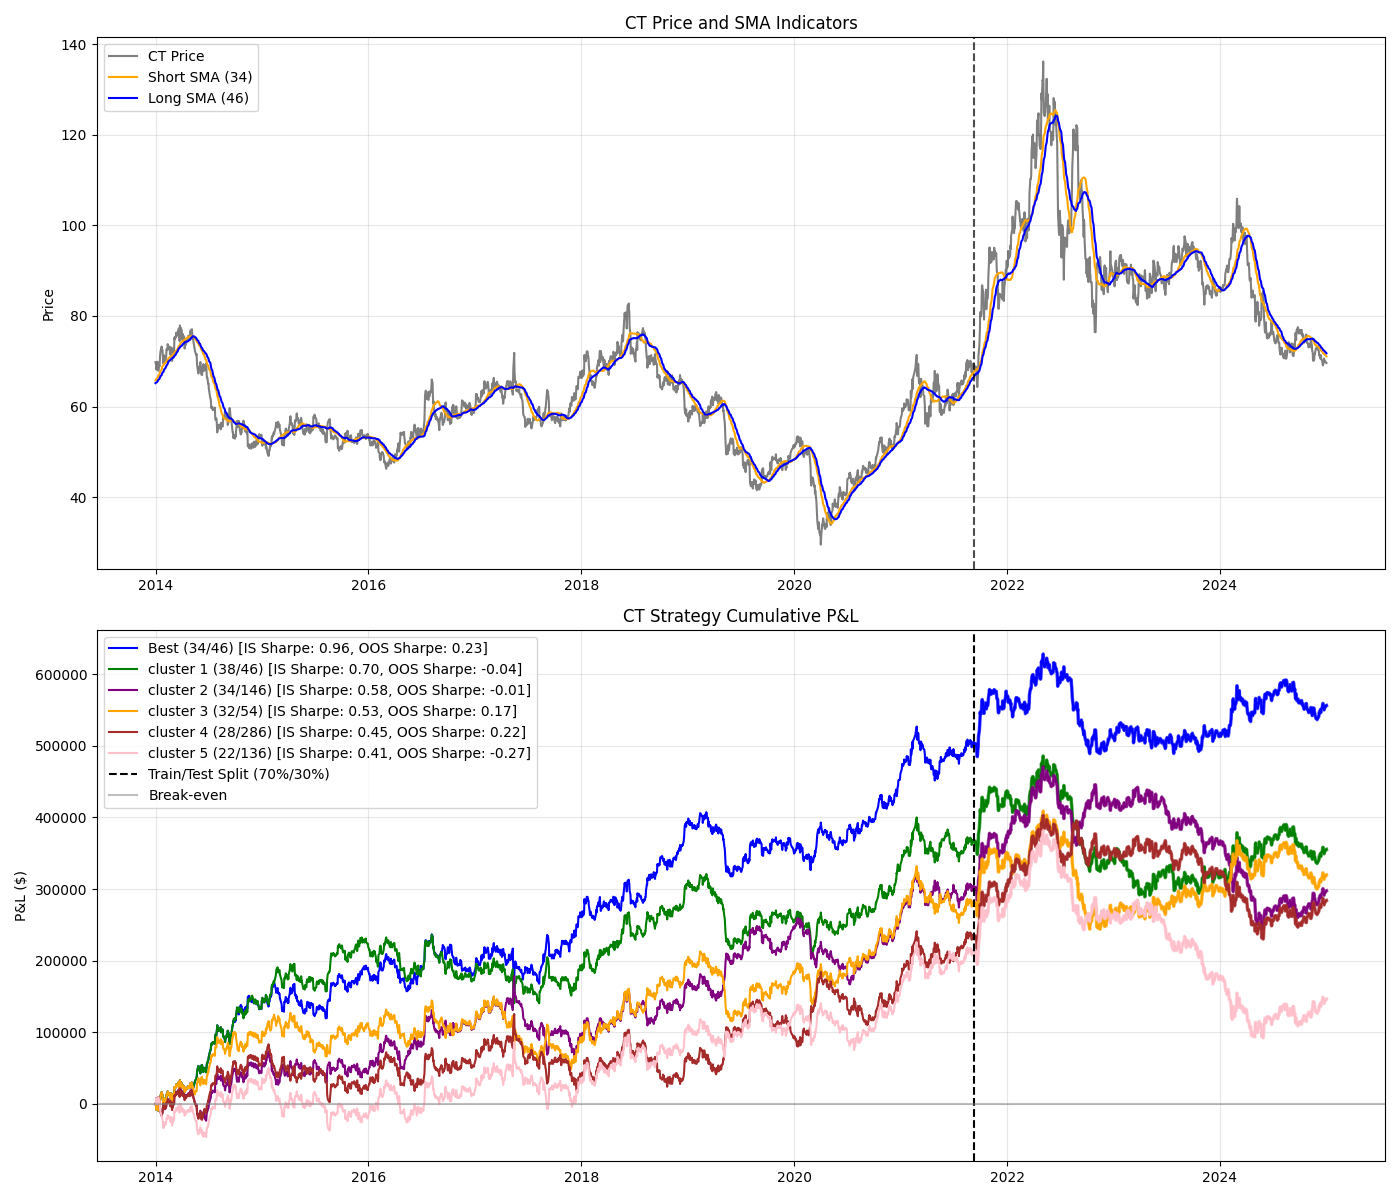 CT Price and SMA Indicators
140
120
100
80
60
40
Price
CT Price
Short SMA (34)
Long SMA (46)
2014
2016
2018
2020
2022
2024
CT Strategy Cumulative P&L
600000
500000
400000
300000
200000
100000
0
P&L ($)
Best (34/46) [IS Sharpe: 0.96, OOS Sharpe: 0.23]
cluster 1 (38/46) [IS Sharpe: 0.70, OOS Sharpe: -0.04]
cluster 2 (34/146) [IS Sharpe: 0.58, OOS Sharpe: -0.01]
cluster 3 (32/54) [IS Sharpe: 0.53, OOS Sharpe: 0.17]
cluster 4 (28/286) [IS Sharpe: 0.45, OOS Sharpe: 0.22]
cluster 5 (22/136) [IS Sharpe: 0.41, OOS Sharpe: -0.27]
Train/Test Split (70%/30%)
Break-even
2014
2016
2018
2020
2022
2024